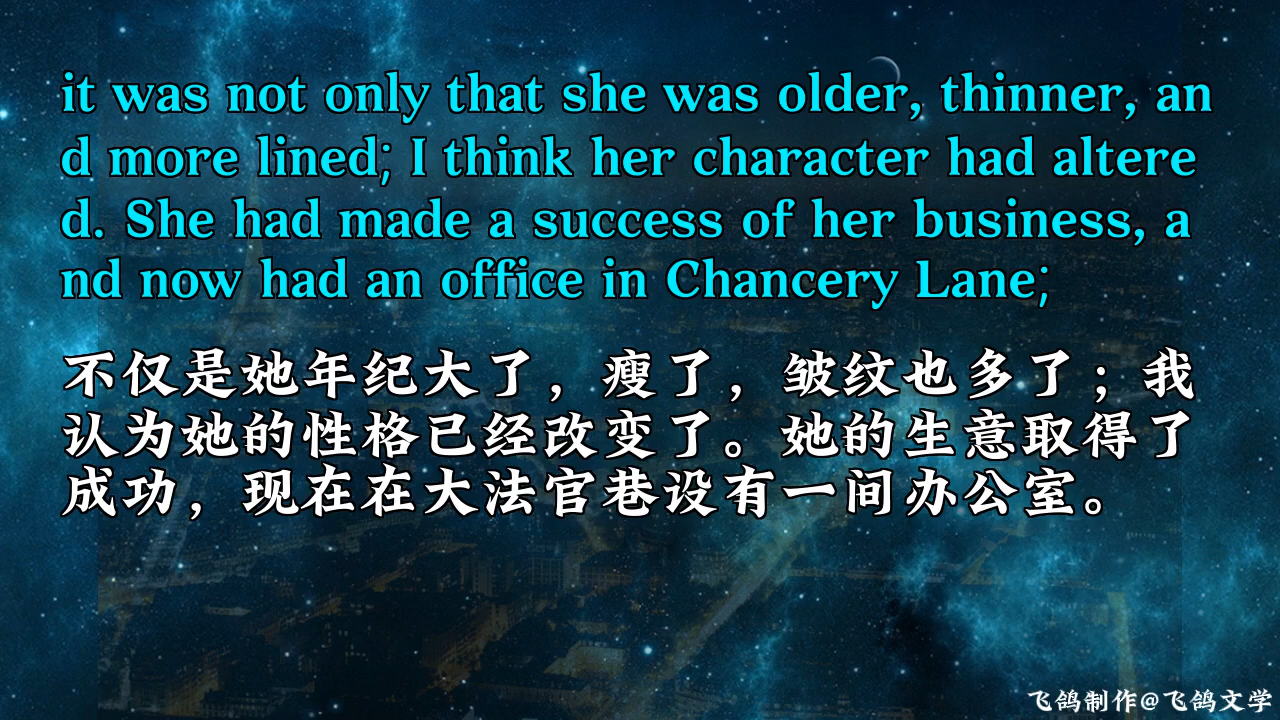 it was not only that she was older, thinner, an
d more lined; I think her character had altere
d. She had made a success of her business, a
nd now had an office in Chancery Lane;
不仅是她年纪大了，瘦了，皱纹也多了；我
认为她的性格已经改变了。她的生意取得了
成功，现在在大法官巷设有一间办公室。
飞鸽制作@飞鸽文学